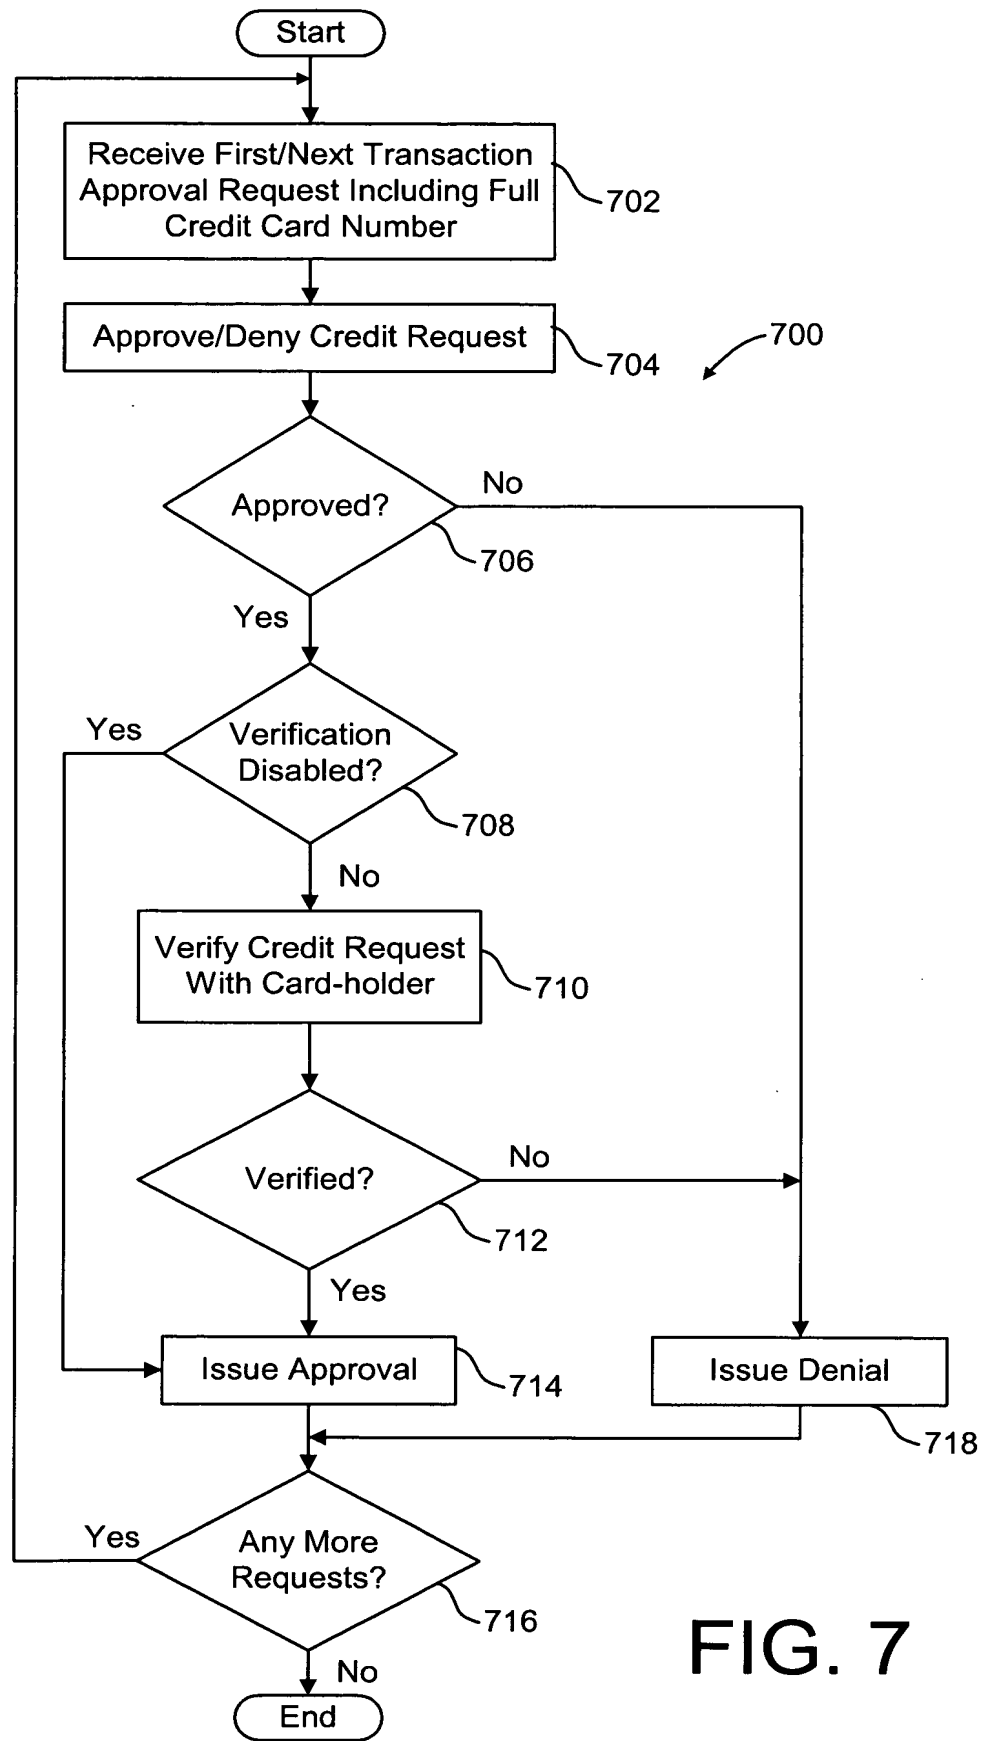 Start
Receive First/Next Transaction
Approval Request Including Full
Credit Card Number
702
Approve/Deny Credit Request
704
700
Approved?
No
706
Yes
Verification
Disabled?
Yes
708
No
Verify Credit Request
With Card-holder
710
Verified?
No
712
Yes
Issue Approval
714
Issue Denial
718
Any More
Requests?
Yes
716
No
End
FIG. 7